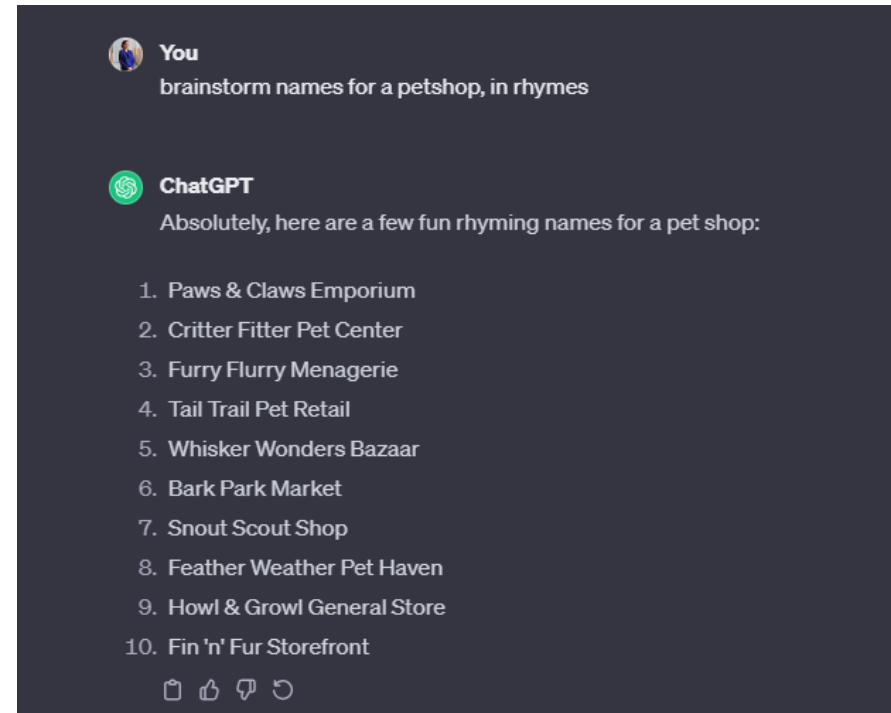 You
brainstorm names for a petshop, in rhymes
ChatGPT
Absolutely, here are a few fun rhyming names for a pet shop:
1. Paws & Claws Emporium
2. Critter Fitter Pet Center
3. Furry Flurry Menagerie
4. Tail Trail Pet Retail
5. Whisker Wonders Bazaar
6. Bark Park Market
7. Snout Scout Shop
8. Feather Weather Pet Haven
9. Howl & Growl General Store
10. Fin 'n' Fur Storefront